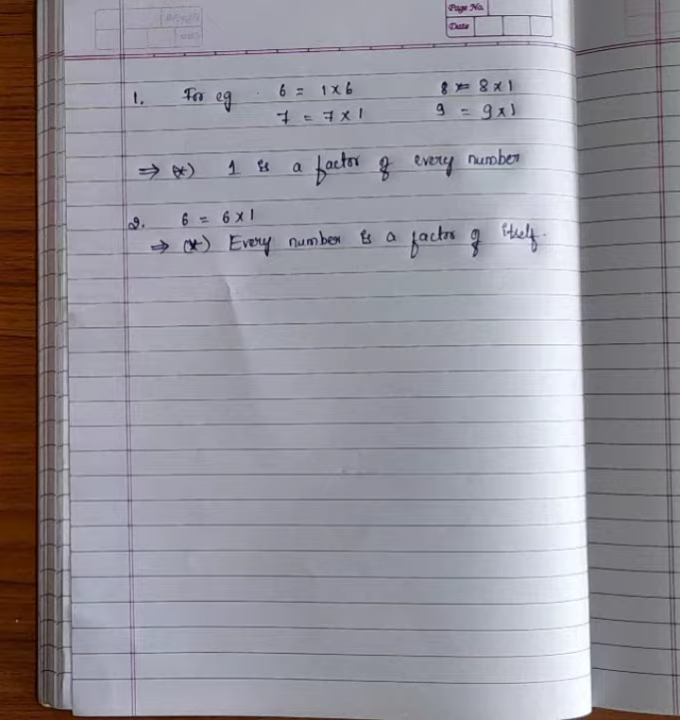 Page No.
Date
1. For eg. 6 = 1 x 6 8 = 8 x 1
7 = 7 x 1 9 = 9 x 1
⇒ (*) 1 is a factor of every number
2. 6 = 6 x 1
⇒ (*) Every number is a factor of itself.